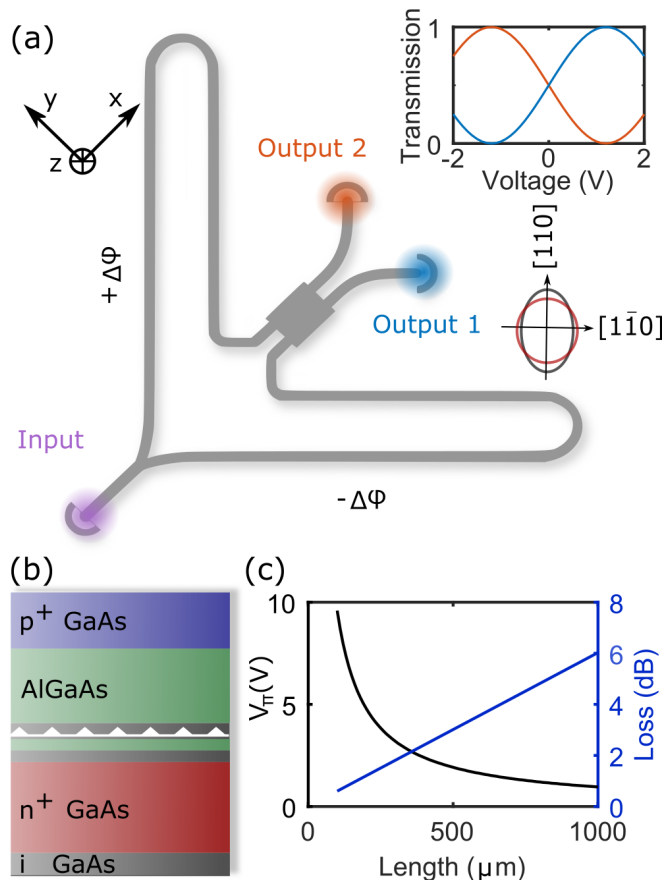 (a)
y
x
z
+Δφ
Output 2
Output 1
Input
-Δφ
Transmission
1
0
-2
0
2
Voltage (V)
[110]
[11̄0]
(b)
p+ GaAs
AlGaAs
n+ GaAs
i GaAs
(c)
10
5
0
Vπ(V)
8
6
4
2
0
Loss (dB)
0
500
1000
Length (μm)